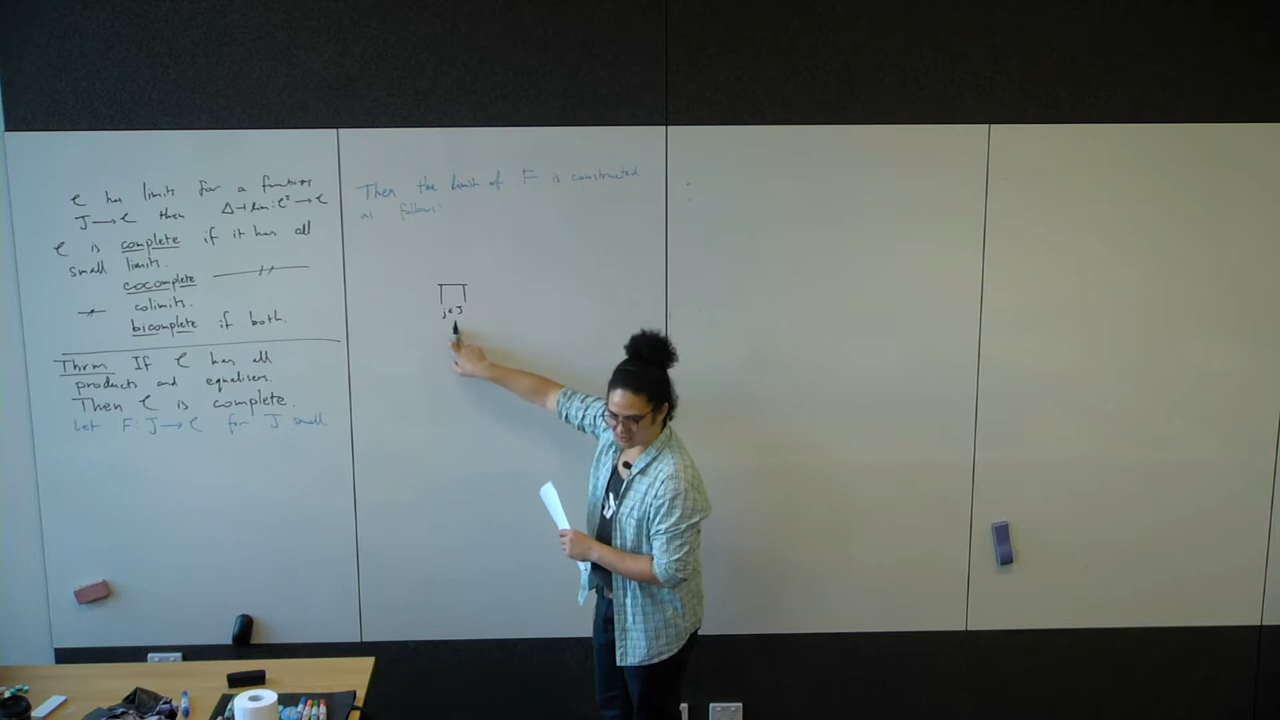 C has limits for a functors
J → C then Δ ⊣ lim: C^J → C
C is complete if it has all
small limits.
cocomplete —//—
colimits.
bicomplete if both.
Thrm If C has all
products and equalisers.
Then C is complete.
Let F: J → C for J small.
Then the limit of F is constructed
as follows:
∏
j∈J